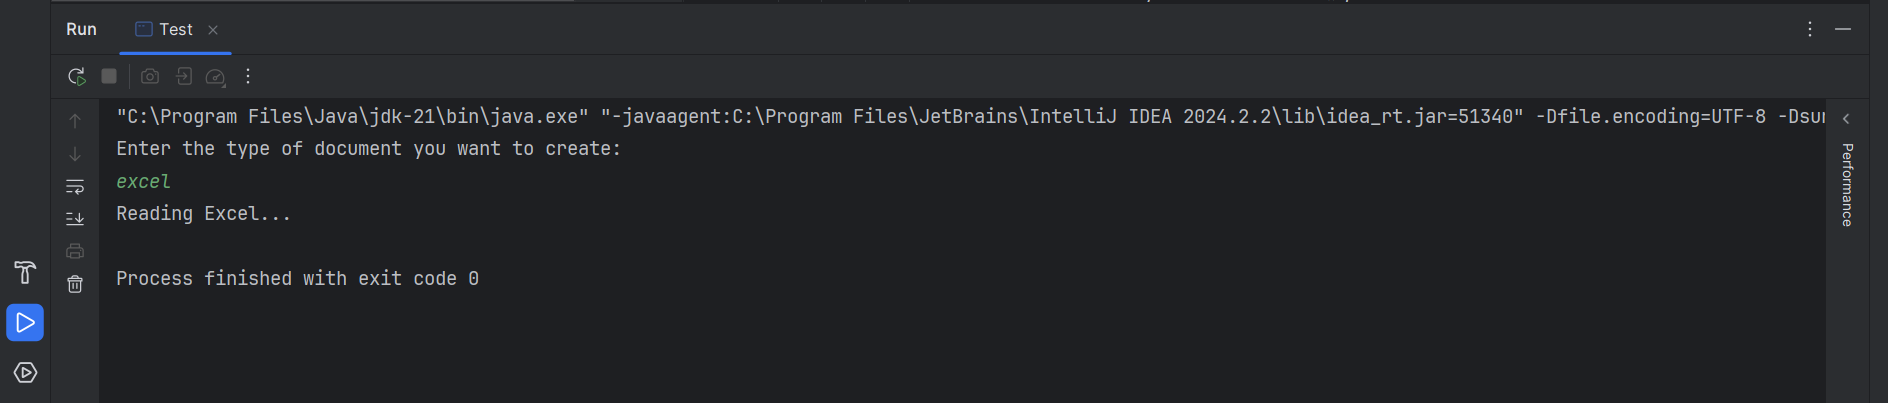 Run Test
"C:\Program Files\Java\jdk-21\bin\java.exe" "-javaagent:C:\Program Files\JetBrains\IntelliJ IDEA 2024.2.2\lib\idea_rt.jar=51340" -Dfile.encoding=UTF-8
Enter the type of document you want to create:
excel
Reading Excel...
Process finished with exit code 0
Performance